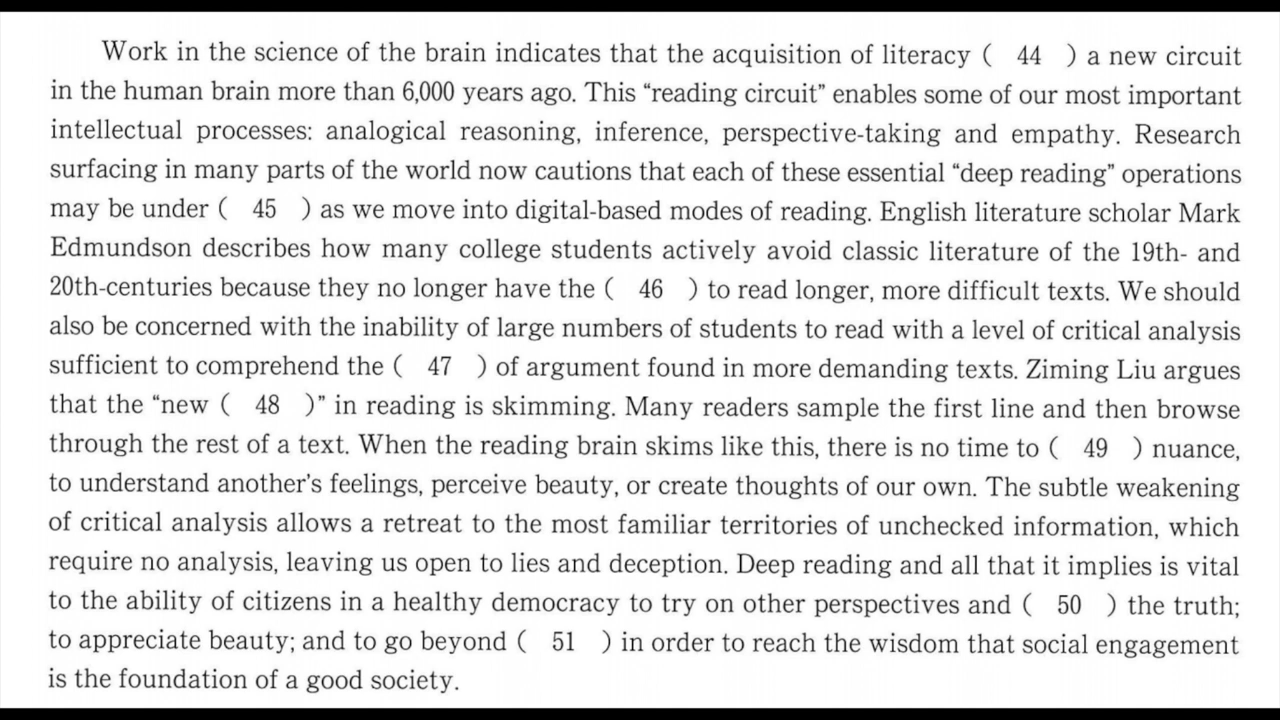 Work in the science of the brain indicates that the acquisition of literacy ( 44 ) a new circuit
in the human brain more than 6,000 years ago. This “reading circuit” enables some of our most important
intellectual processes: analogical reasoning, inference, perspective-taking and empathy. Research
surfacing in many parts of the world now cautions that each of these essential “deep reading” operations
may be under ( 45 ) as we move into digital-based modes of reading. English literature scholar Mark
Edmundson describes how many college students actively avoid classic literature of the 19th- and
20th-centuries because they no longer have the ( 46 ) to read longer, more difficult texts. We should
also be concerned with the inability of large numbers of students to read with a level of critical analysis
sufficient to comprehend the ( 47 ) of argument found in more demanding texts. Ziming Liu argues
that the “new ( 48 )” in reading is skimming. Many readers sample the first line and then browse
through the rest of a text. When the reading brain skims like this, there is no time to ( 49 ) nuance,
to understand another’s feelings, perceive beauty, or create thoughts of our own. The subtle weakening
of critical analysis allows a retreat to the most familiar territories of unchecked information, which
require no analysis, leaving us open to lies and deception. Deep reading and all that it implies is vital
to the ability of citizens in a healthy democracy to try on other perspectives and ( 50 ) the truth;
to appreciate beauty; and to go beyond ( 51 ) in order to reach the wisdom that social engagement
is the foundation of a good society.